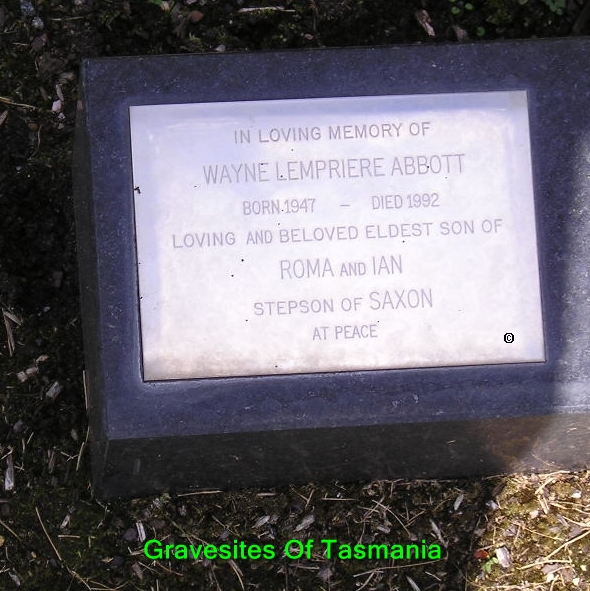 IN LOVING MEMORY OF
WAYNE LEMPRIERE ABBOTT
BORN 1947 – DIED 1992
LOVING AND BELOVED ELDEST SON OF
ROMA AND IAN
STEPSON OF SAXON
AT PEACE
©
Gravesites Of Tasmania